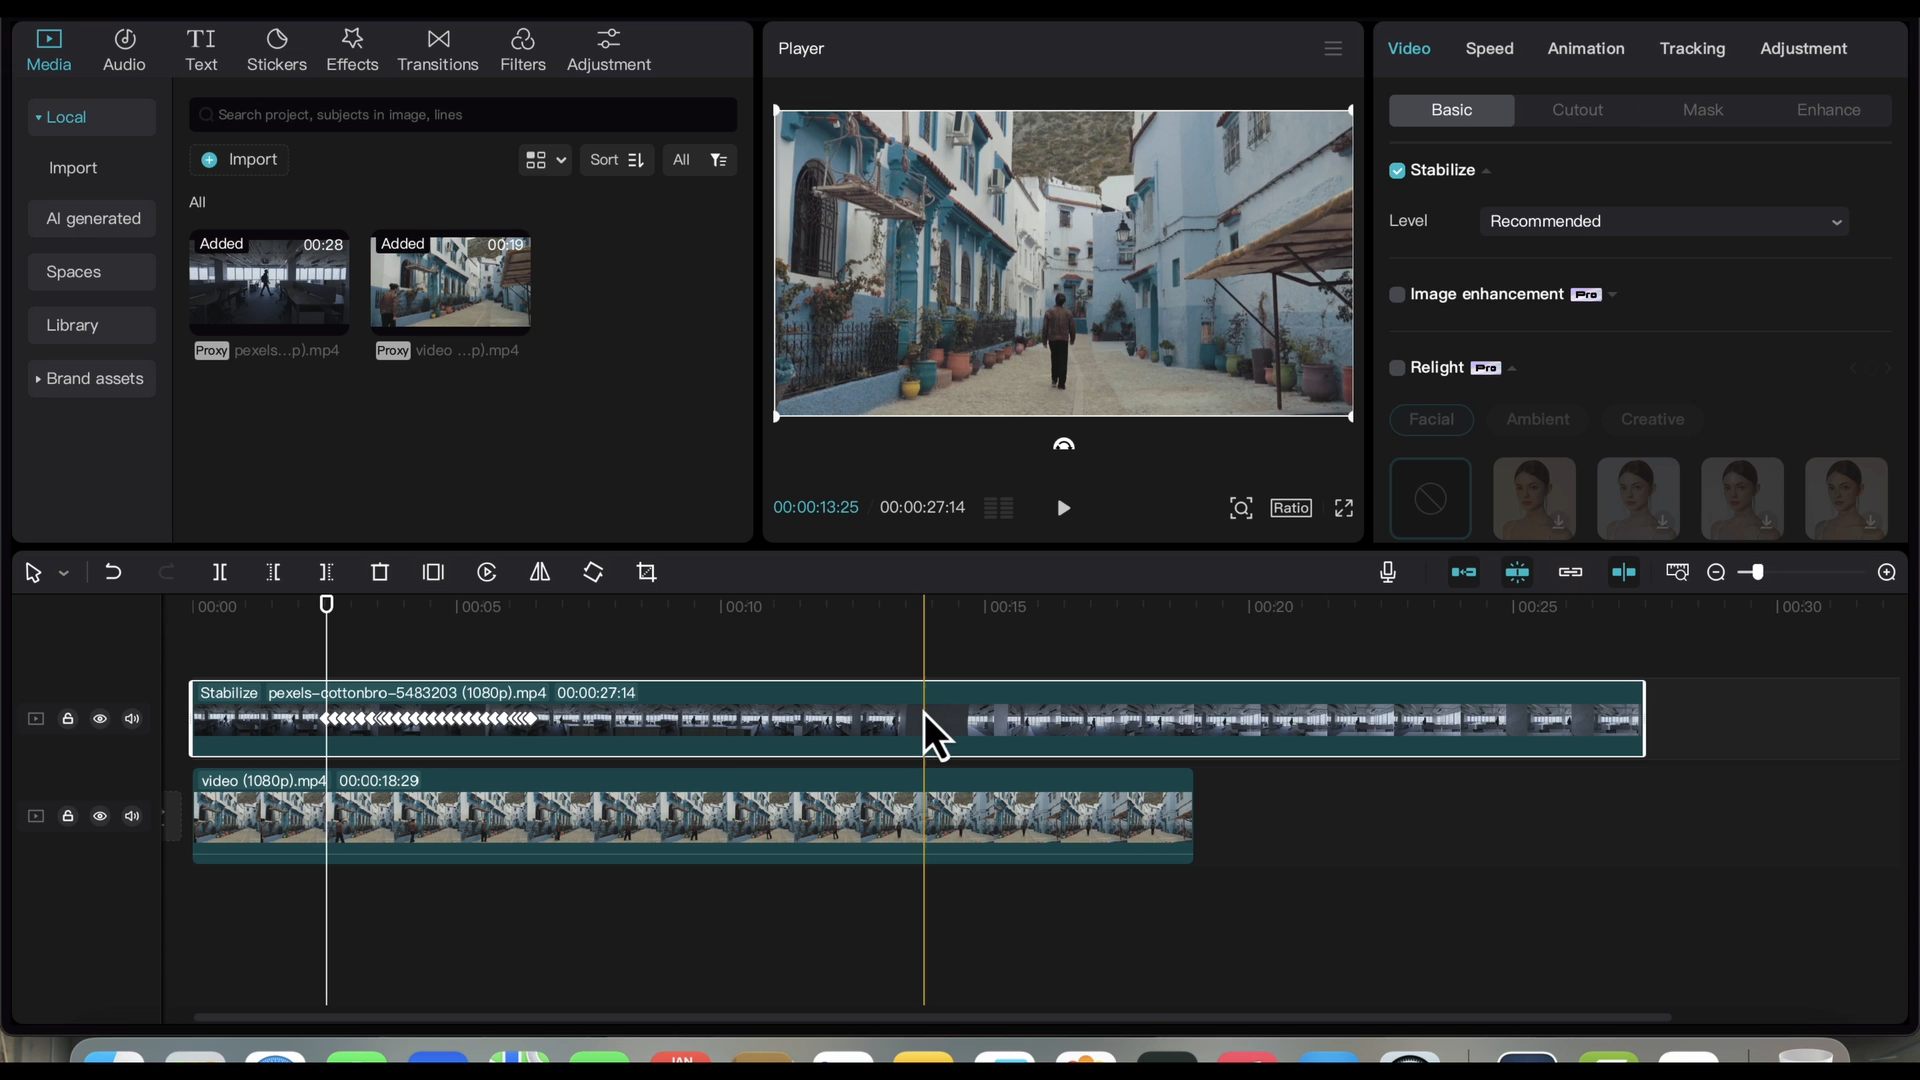 Media
Audio
Text
Stickers
Effects
Transitions
Filters
Adjustment
Local
Import
AI generated
Spaces
Library
Brand assets
Search project, subjects in image, lines
Import
Sort
All
All
Added 00:28
Added 00:19
Proxy pexels...p).mp4
Proxy video ...p).mp4
Player
00:00:13:25 / 00:00:27:14
Ratio
Video Speed Animation Tracking Adjustment
Basic Cutout Mask Enhance
Stabilize
Level Recommended
Image enhancement Pro
Relight Pro
Facial Ambient Creative
00:00 00:05 00:10 00:15 00:20 00:25 00:30
Stabilize pexels-cottonbro-5483203 (1080p).mp4 00:00:27:14
video (1080p).mp4 00:00:18:29
JAN